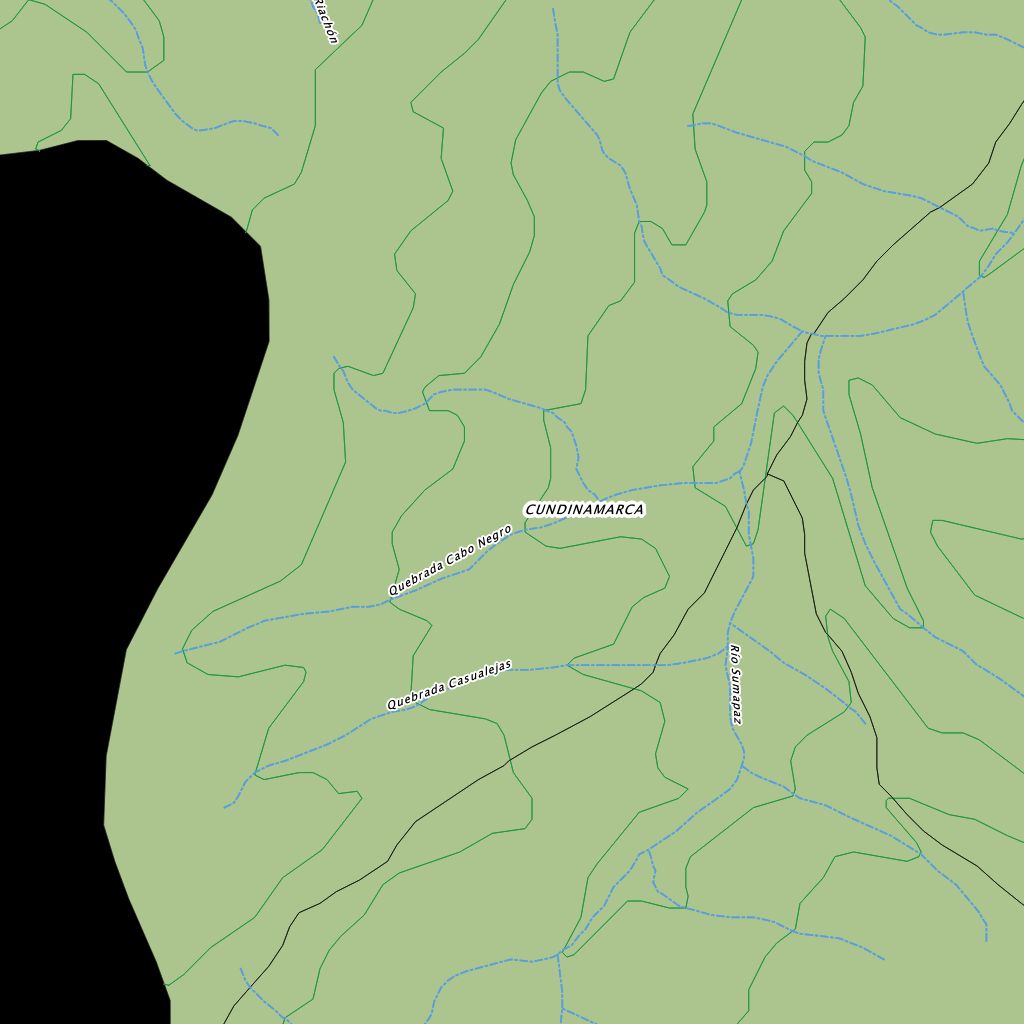 Riachón
CUNDINAMARCA
Quebrada Cabo Negro
Quebrada Casualejas
Río Sumapaz